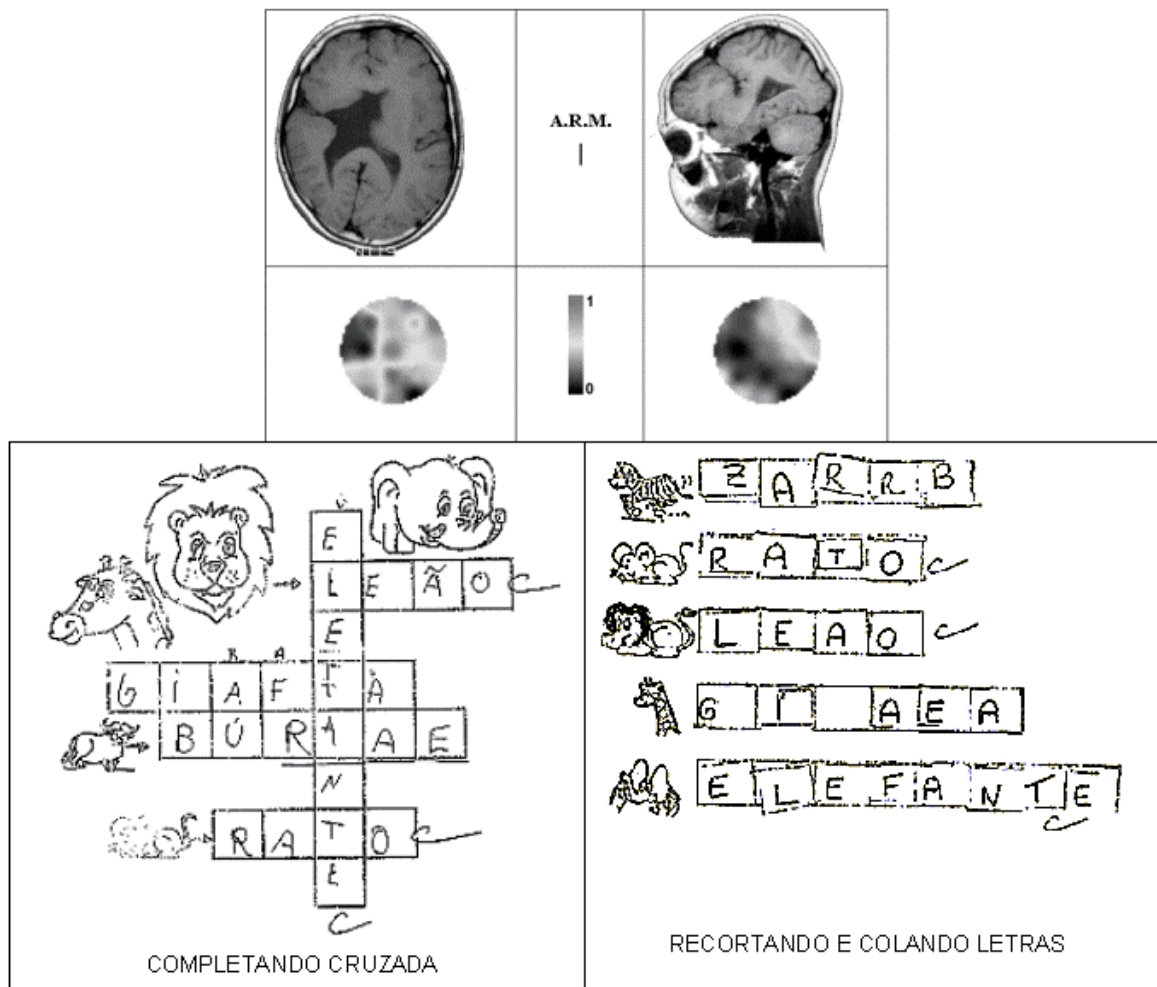 A.R.M.
1
0
E
L E Ã O
E
R A
G I A F T A
B Ú R A A E
N
R A T O
E
COMPLETANDO CRUZADA
Z A R R B
R A T O
L E A O
G I A E A
E L E F A N T E
RECORTANDO E COLANDO LETRAS